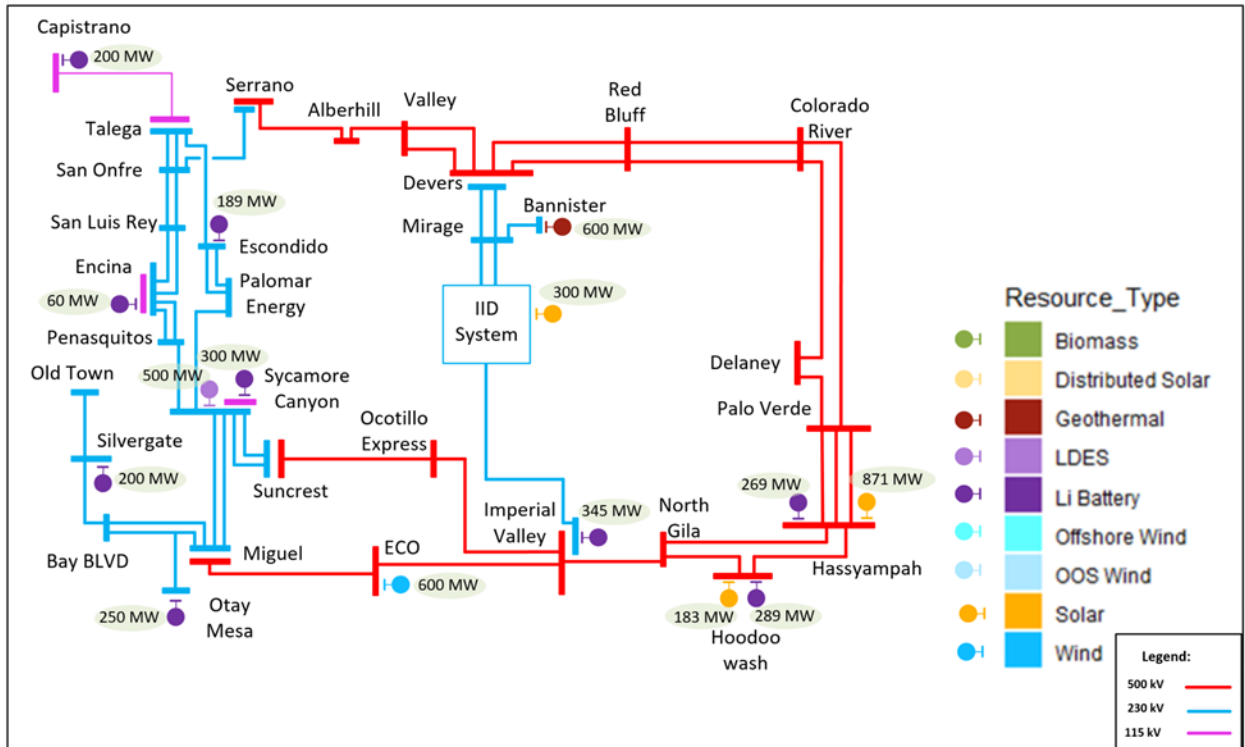 Capistrano
200 MW
Serrano
Alberhill
Valley
Red
Bluff
Colorado
River
Talega
San Onfre
Devers
189 MW
Bannister
San Luis Rey
Mirage
600 MW
Escondido
Encina
Palomar
Energy
60 MW
IID
System
300 MW
Resource_Type
Biomass
Distributed Solar
Geothermal
LDES
Li Battery
Offshore Wind
OOS Wind
Solar
Wind
Penasquitos
300 MW
500 MW
Delaney
Old Town
Sycamore
Canyon
Ocotillo
Express
Palo Verde
Silvergate
200 MW
Suncrest
269 MW
871 MW
Imperial
Valley
345 MW
North
Gila
Bay BLVD
Miguel
ECO
Hassyampah
600 MW
Otay
Mesa
250 MW
183 MW
289 MW
Hoodoo
wash
Legend:
500 kV
230 kV
115 kV